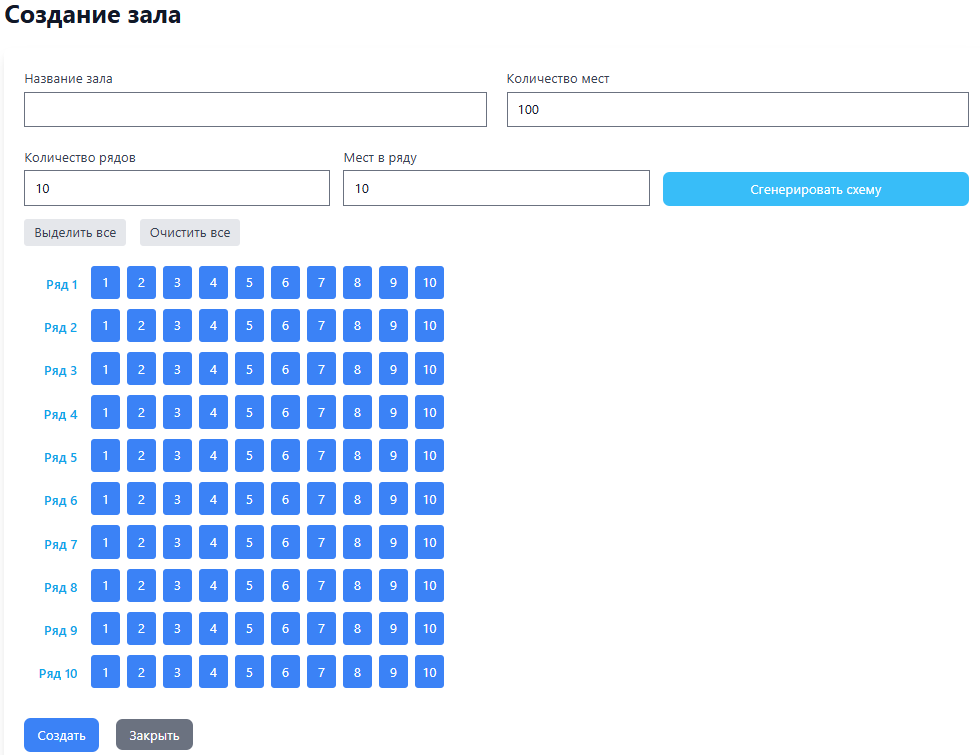 Создание зала
Название зала Количество мест
100
Количество рядов Мест в ряду
10 10 Сгенерировать схему
Выделить все Очистить все
Ряд 1 1 2 3 4 5 6 7 8 9 10
Ряд 2 1 2 3 4 5 6 7 8 9 10
Ряд 3 1 2 3 4 5 6 7 8 9 10
Ряд 4 1 2 3 4 5 6 7 8 9 10
Ряд 5 1 2 3 4 5 6 7 8 9 10
Ряд 6 1 2 3 4 5 6 7 8 9 10
Ряд 7 1 2 3 4 5 6 7 8 9 10
Ряд 8 1 2 3 4 5 6 7 8 9 10
Ряд 9 1 2 3 4 5 6 7 8 9 10
Ряд 10 1 2 3 4 5 6 7 8 9 10
Создать Закрыть